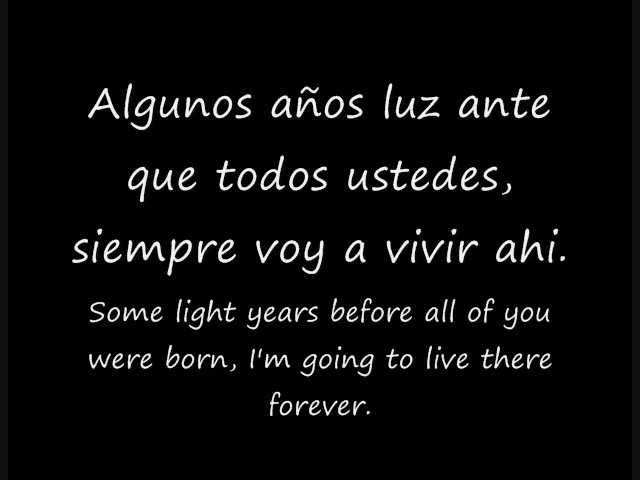 Algunos años luz ante
que todos ustedes,
siempre voy a vivir ahi.
Some light years before all of you
were born, I'm going to live there
forever.